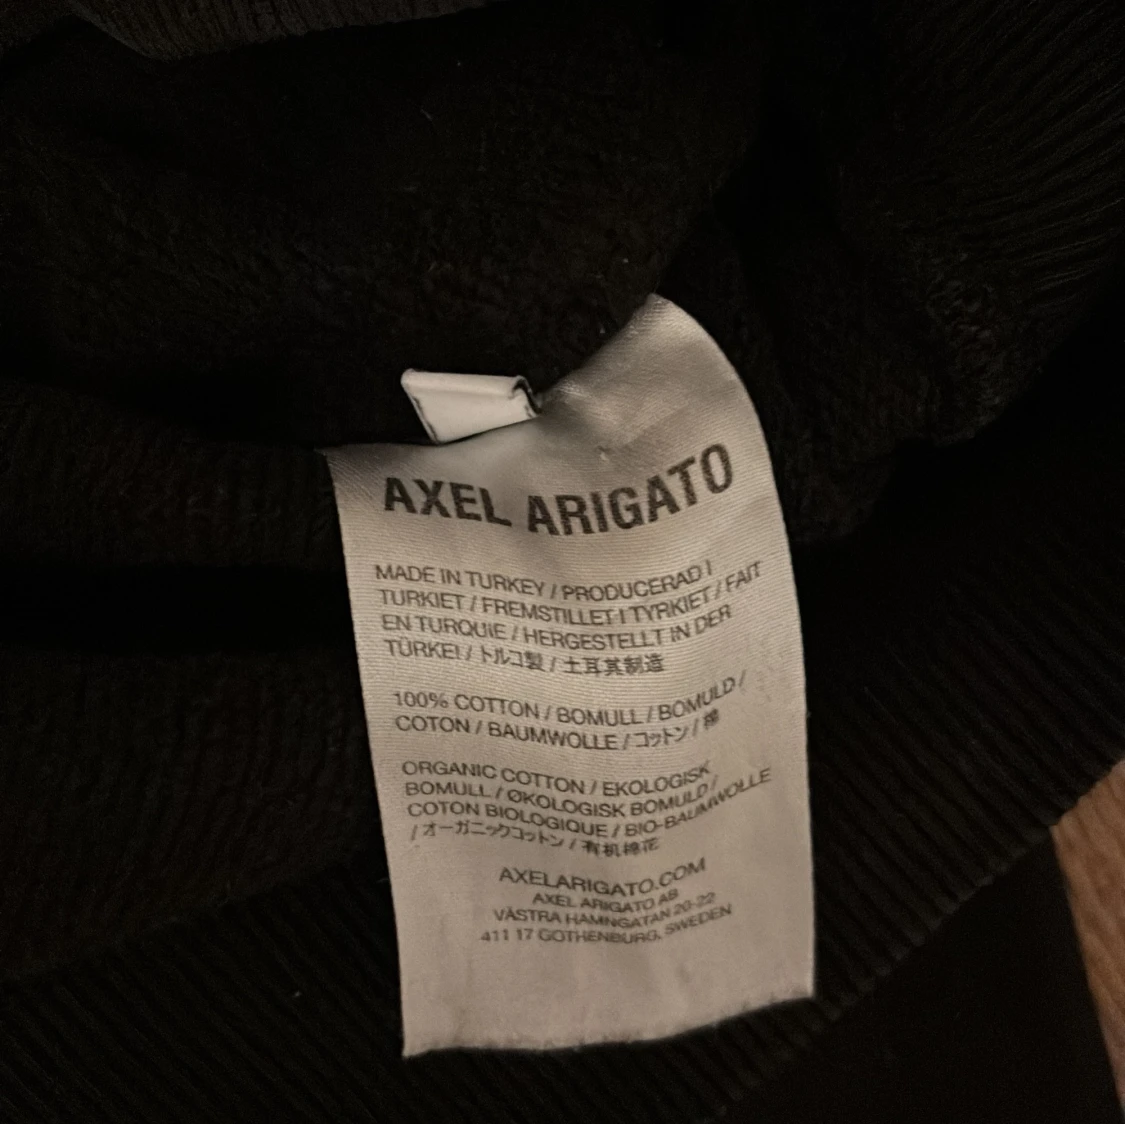 AXEL ARIGATO
MADE IN TURKEY / PRODUCERAD I
TURKIET / FREMSTILLET I TYRKIET / FAIT
EN TURQUIE / HERGESTELLT IN DER
TÜRKEI / トルコ製 / 土耳其制造
100% COTTON / BOMULL / BOMULD /
COTON / BAUMWOLLE / コットン / 棉
ORGANIC COTTON / EKOLOGISK
BOMULL / ØKOLOGISK BOMULD /
COTON BIOLOGIQUE / BIO-BAUMWOLLE
/ オーガニックコットン / 有机棉花
AXELARIGATO.COM
AXEL ARIGATO AB
VÄSTRA HAMNGATAN 20-22
411 17 GOTHENBURG, SWEDEN